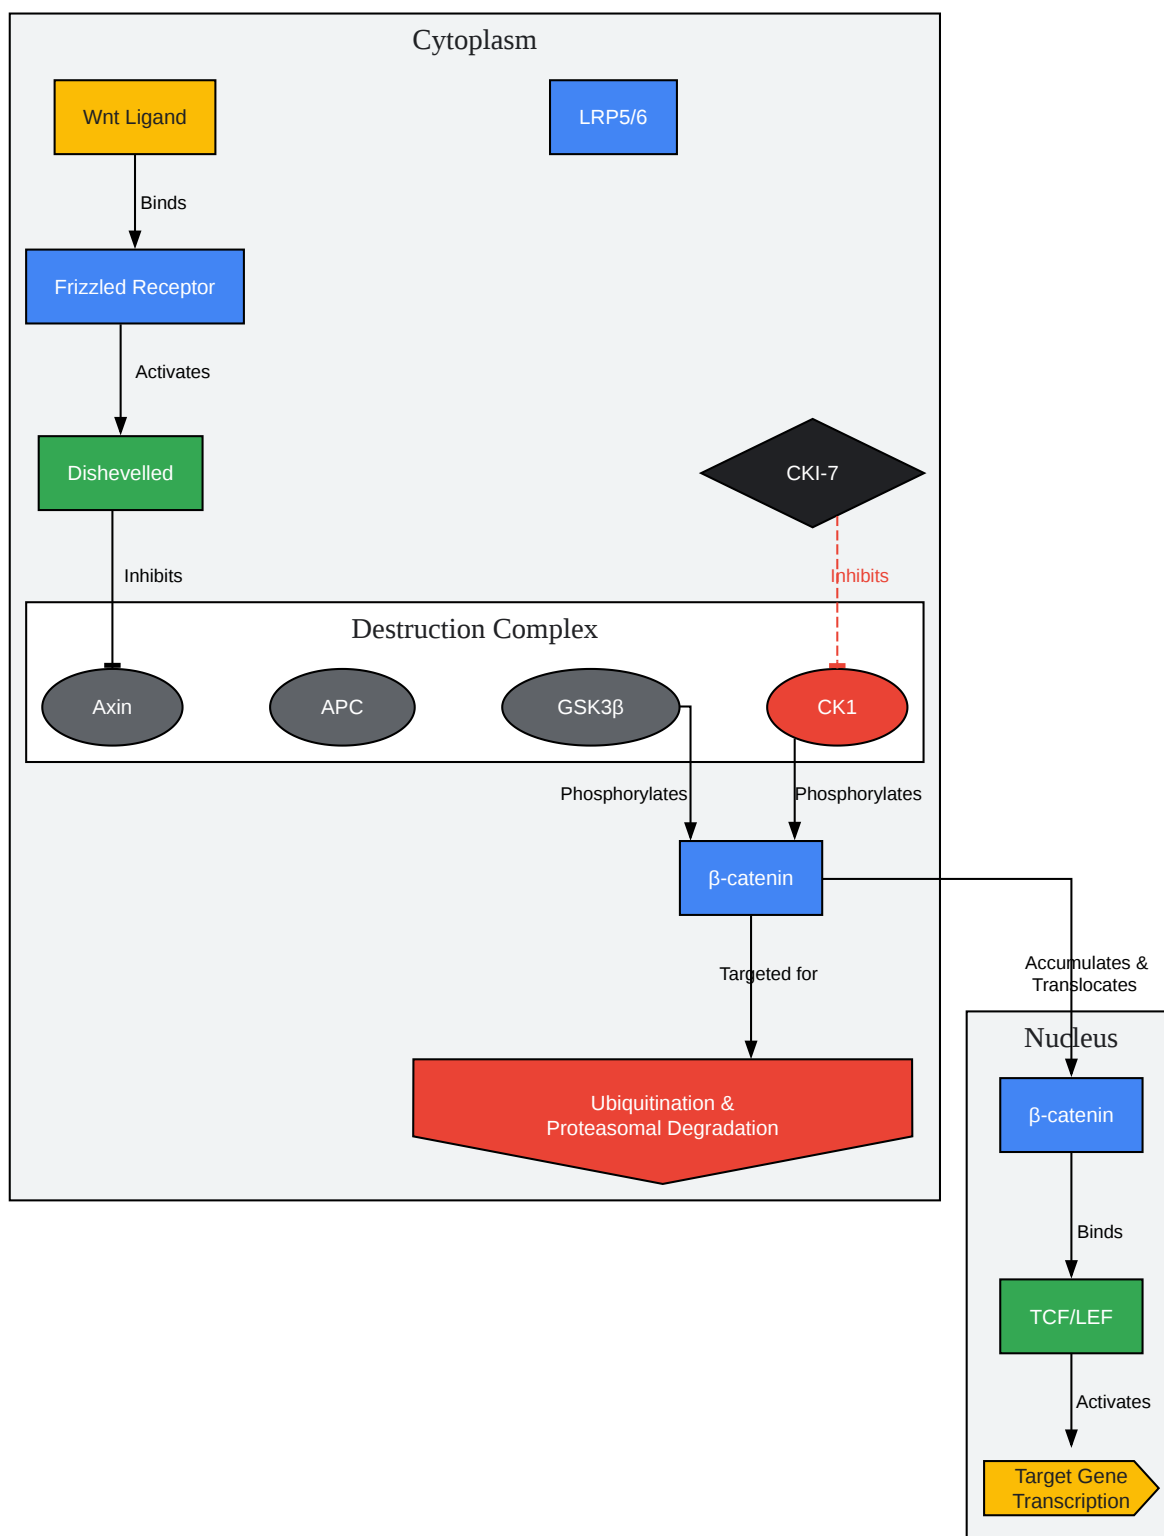 Cytoplasm
Wnt Ligand
LRP5/6
Binds
Frizzled Receptor
Activates
Dishevelled
CKI-7
Inhibits
Inhibits
Destruction Complex
Axin
APC
GSK3β
CK1
Phosphorylates
Phosphorylates
β-catenin
Targeted for
Accumulates &
Translocates
Nucleus
Ubiquitination &
Proteasomal Degradation
β-catenin
Binds
TCF/LEF
Activates
Target Gene
Transcription